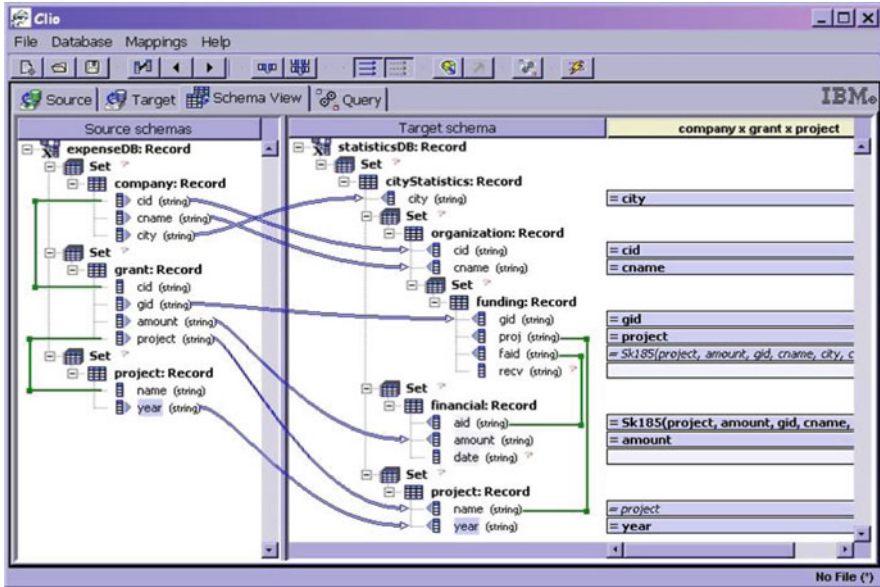 Clio
File Database Mappings Help
Source Target Schema View Query IBM
Source schemas Target schema company x grant x project
expenseDB: Record
Set
company: Record
cid (string)
cname (string)
city (string)
Set
grant: Record
cid (string)
gid (string)
amount (string)
project (string)
Set
project: Record
name (string)
year (string)
statisticsDB: Record
Set
cityStatistics: Record
city (string) = city
Set
organization: Record
cid (string) = cid
cname (string) = cname
Set
funding: Record
gid (string) = gid
proj (string) = project
faid (string) = Sk185(project, amount, gid, cname, city, c
recv (string)
Set
financial: Record
aid (string) = Sk185(project, amount, gid, cname,
amount (string) = amount
date (string)
Set
project: Record
name (string) = project
year (string) = year
No File (*)